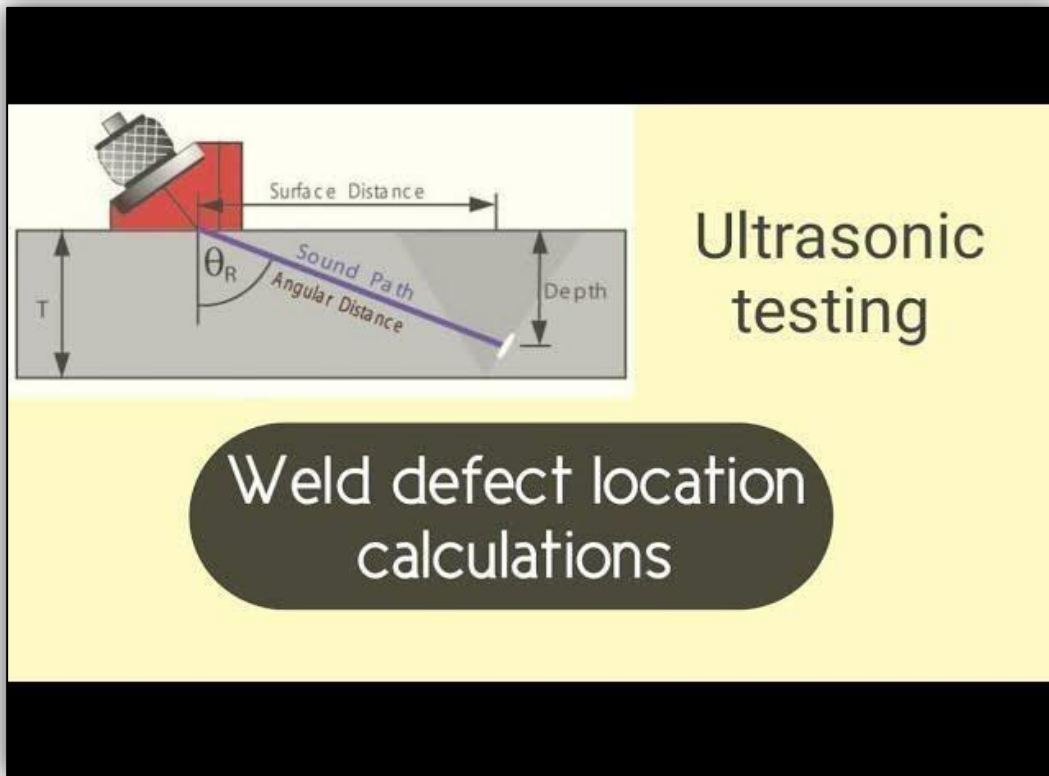 Surface Distance
θR
Sound Path
Angular Distance
T
Depth
Ultrasonic
testing
Weld defect location
calculations